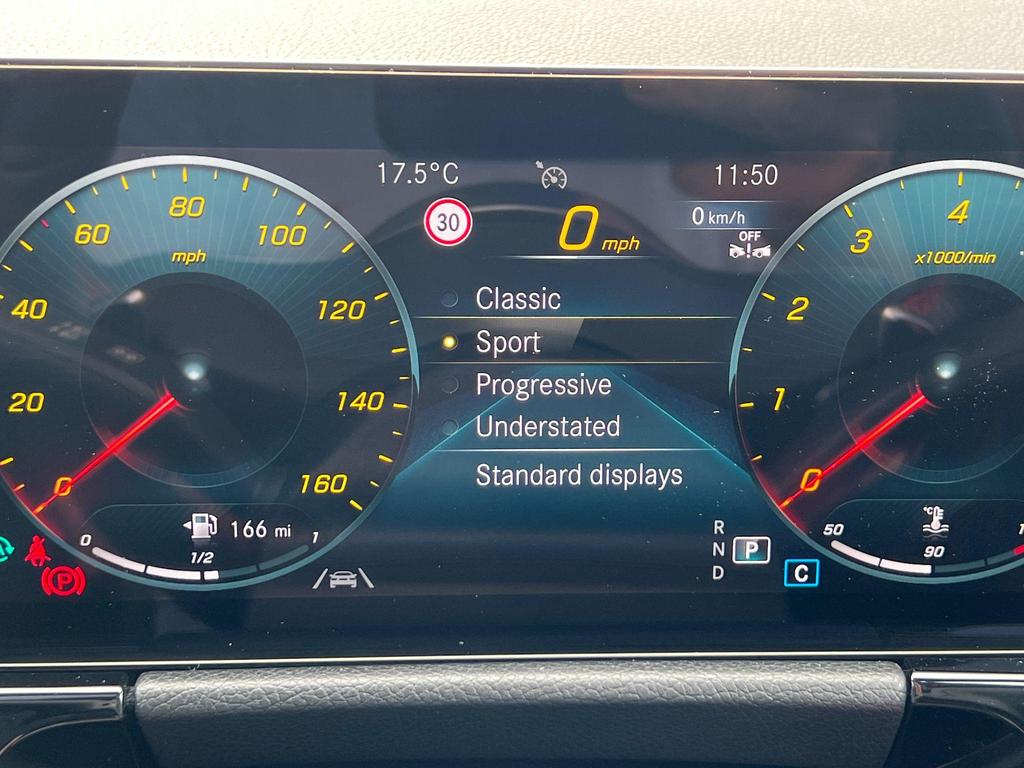 17.5°C
11:50
30
0 mph
0 km/h
OFF
Classic
Sport
Progressive
Understated
Standard displays
0
20
40
60
80
100
120
140
160
mph
166 mi
0
1/2
1
P
R
N
D
P
C
0
1
2
3
4
x1000/min
°C
50
90